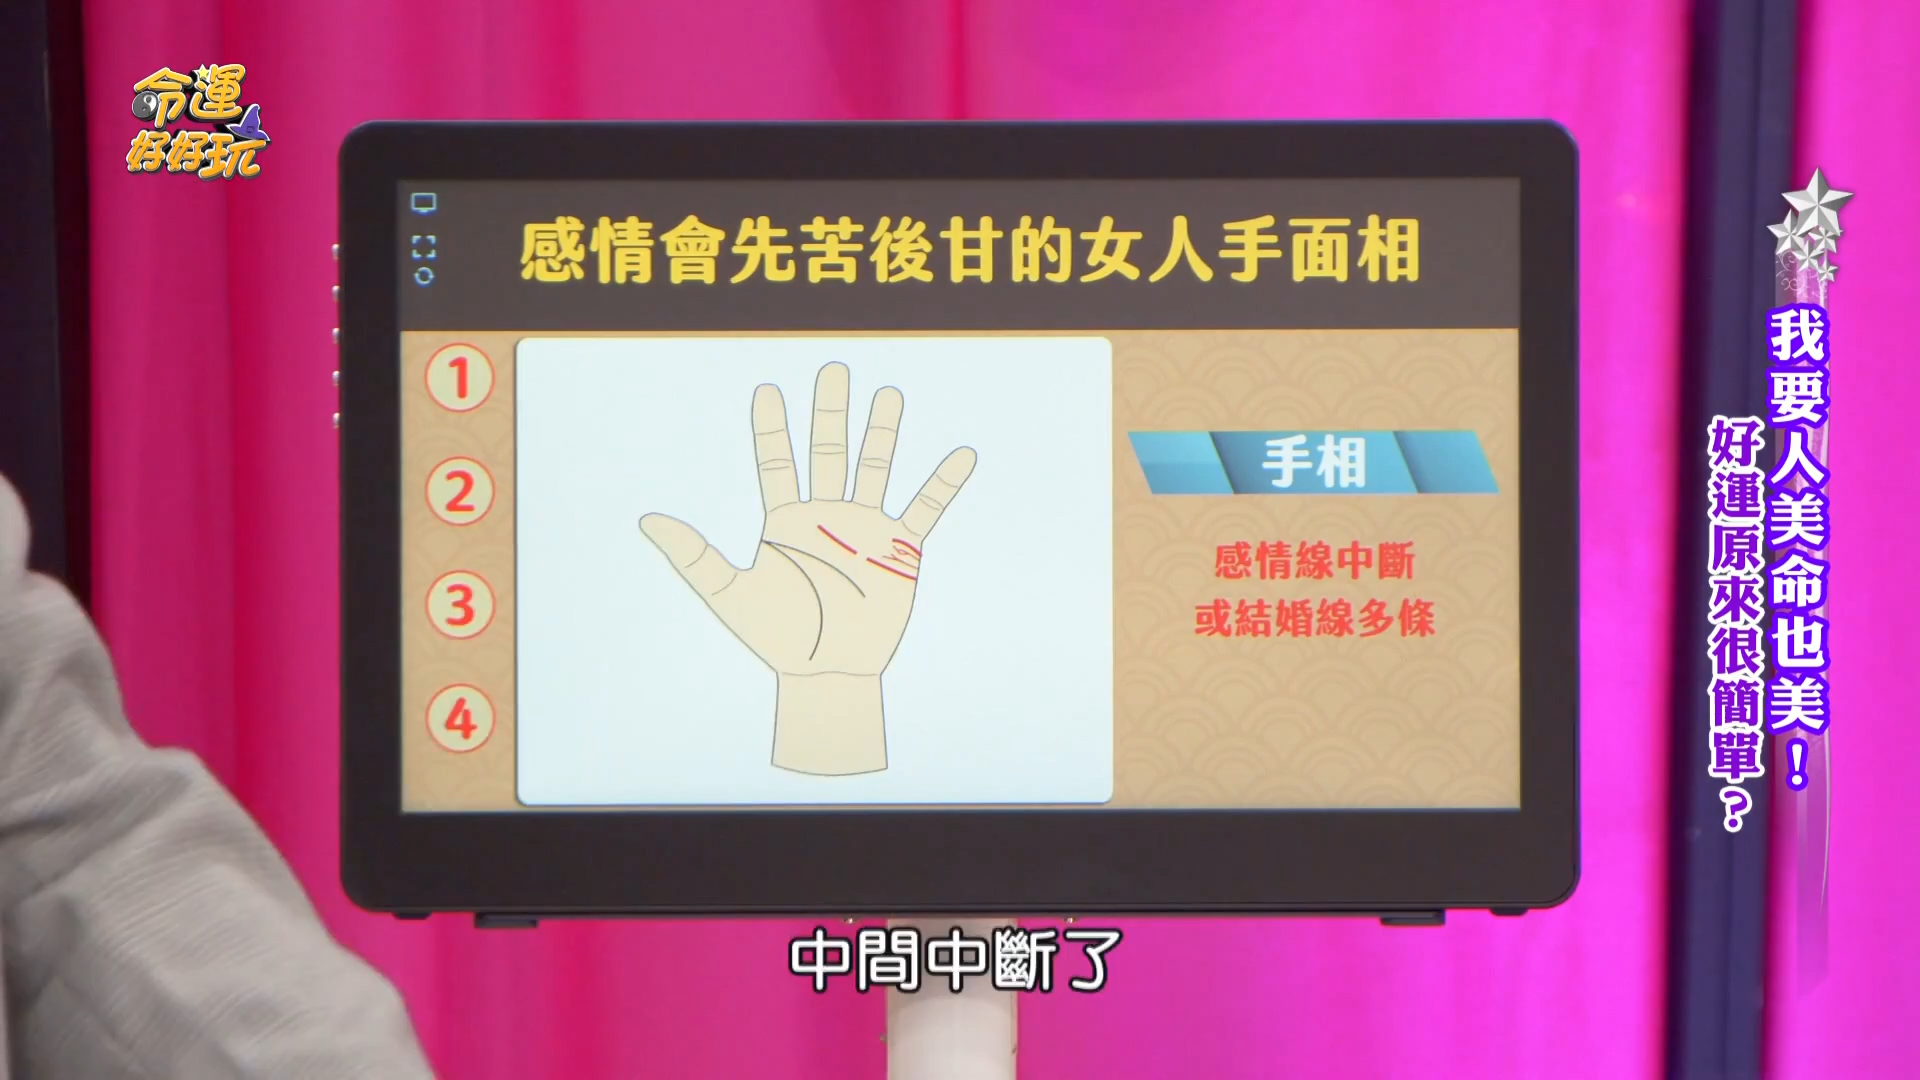 命運
好好玩
感情會先苦後甘的女人手面相
1
2
3
4
手相
感情線中斷
或結婚線多條
我要人美命也美！
好運原來很簡單？
中間中斷了